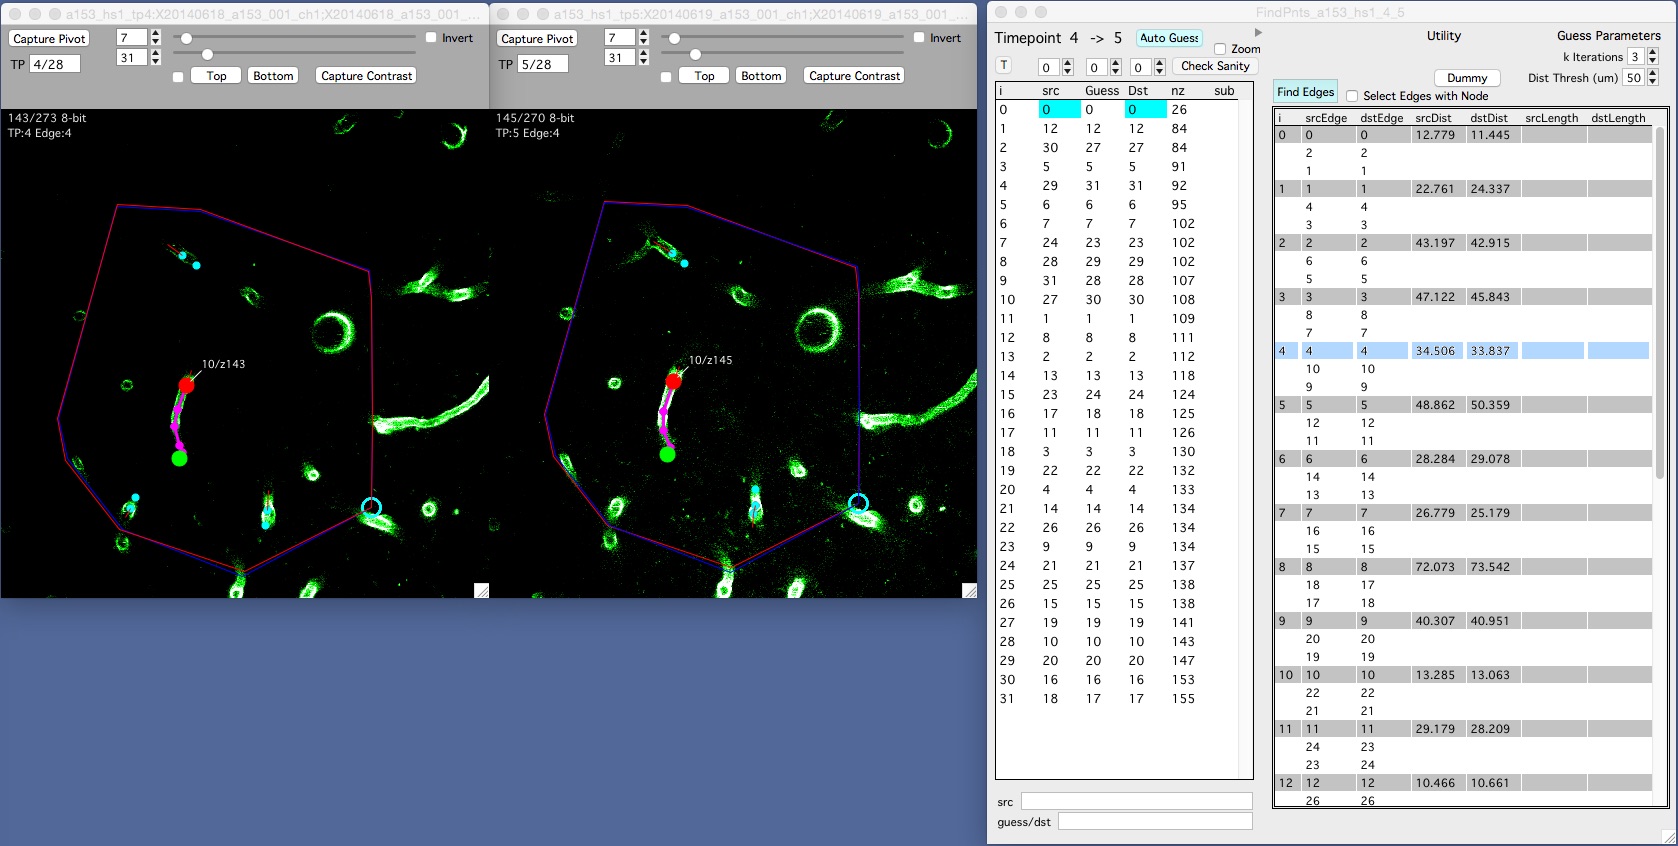 a153_hs1_tp4:X20140618_a153_001_ch1;X20140618_a153_001_...
Capture Pivot
7
Invert
TP 4/28
31
Top
Bottom
Capture Contrast
143/273 8-bit
TP:4 Edge:4
10/z143
a153_hs1_tp5:X20140619_a153_001_ch1;X20140619_a153_001_...
Capture Pivot
7
Invert
TP 5/28
31
Top
Bottom
Capture Contrast
145/270 8-bit
TP:5 Edge:4
10/z145
FindPnts_a153_hs1_4_5
Timepoint 4 -> 5
Auto Guess
Zoom
T
0
0
0
Check Sanity
i src Guess Dst nz sub
0 0 0 0 26
1 12 12 12 84
2 30 27 27 84
3 5 5 5 91
4 29 31 31 92
5 6 6 6 95
6 7 7 7 102
7 24 23 23 102
8 28 29 29 102
9 31 28 28 107
10 27 30 30 108
11 1 1 1 109
12 8 8 8 111
13 2 2 2 112
14 13 13 13 118
15 23 24 24 124
16 17 18 18 125
17 11 11 11 126
18 3 3 3 130
19 22 22 22 132
20 4 4 4 133
21 14 14 14 134
22 26 26 26 134
23 9 9 9 134
24 21 21 21 137
25 25 25 25 138
26 15 15 15 138
27 19 19 19 141
28 10 10 10 143
29 20 20 20 147
30 16 16 16 153
31 18 17 17 155
src
guess/dst
Utility
Guess Parameters
k Iterations 3
Dummy
Dist Thresh (um) 50
Find Edges
Select Edges with Node
i srcEdge dstEdge srcDist dstDist srcLength dstLength
0 0 0 12.779 11.445
2 2
1 1
1 1 1 22.761 24.337
4 4
3 3
2 2 2 43.197 42.915
6 6
5 5
3 3 3 47.122 45.843
8 8
7 7
4 4 4 34.506 33.837
10 10
9 9
5 5 5 48.862 50.359
12 12
11 11
6 6 6 28.284 29.078
14 14
13 13
7 7 7 26.779 25.179
16 16
15 15
8 8 8 72.073 73.542
18 17
17 18
9 9 9 40.307 40.951
20 20
19 19
10 10 10 13.285 13.063
22 22
21 21
11 11 11 29.179 28.209
24 23
23 24
12 12 12 10.466 10.661
26 26